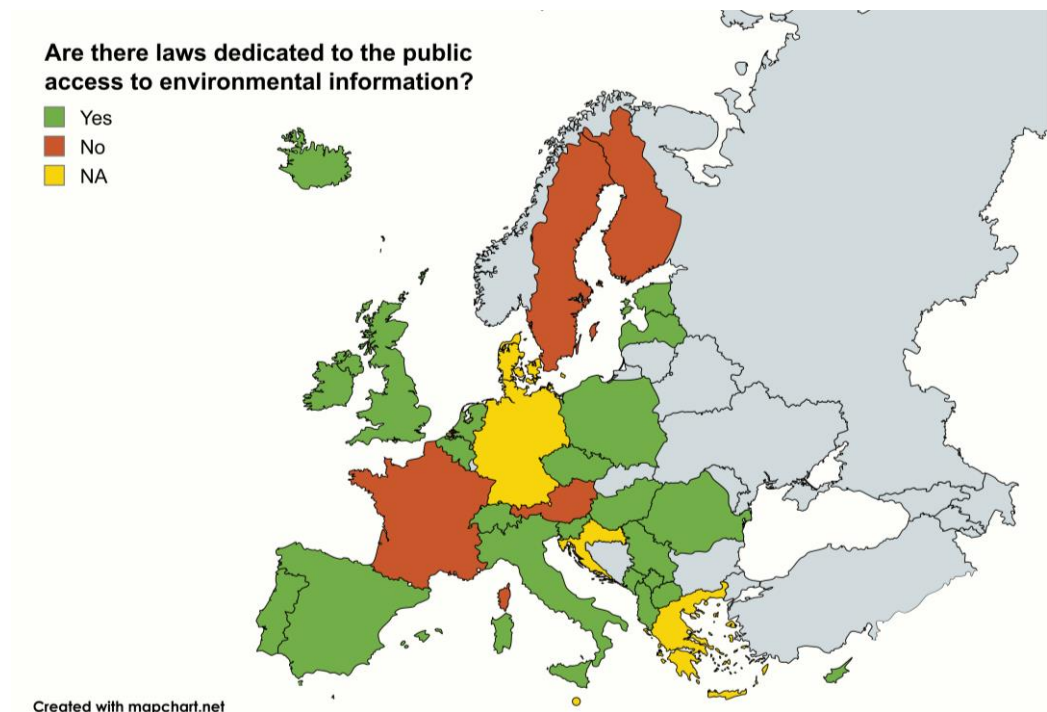 Are there laws dedicated to the public
access to environmental information?
Yes
No
NA
Created with mapchart.net